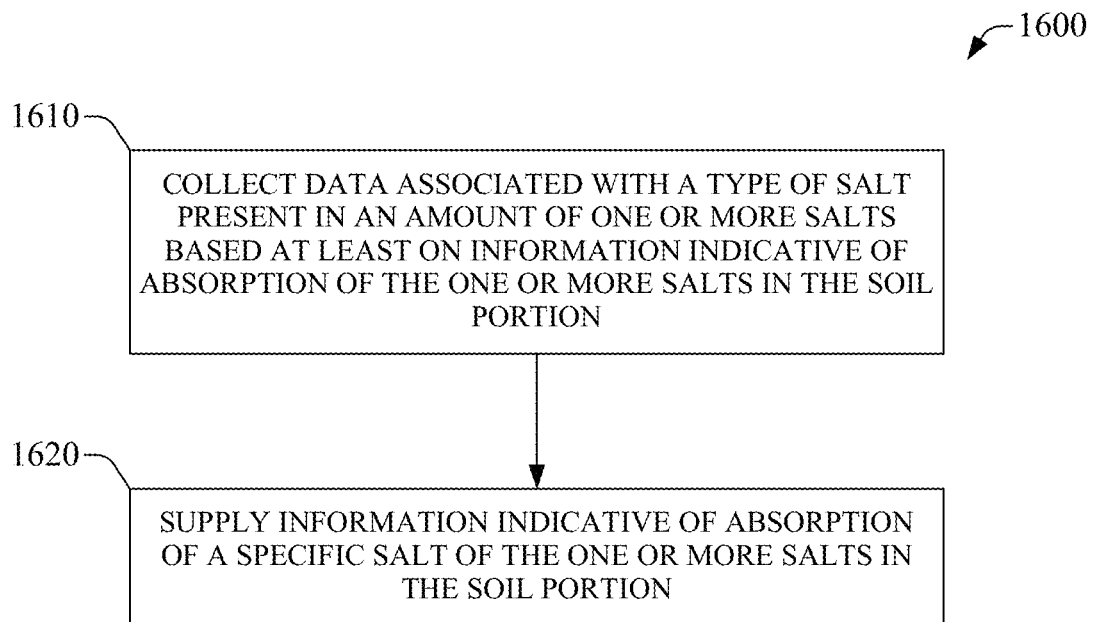 1600
1610
COLLECT DATA ASSOCIATED WITH A TYPE OF SALT
PRESENT IN AN AMOUNT OF ONE OR MORE SALTS
BASED AT LEAST ON INFORMATION INDICATIVE OF
ABSORPTION OF THE ONE OR MORE SALTS IN THE SOIL
PORTION
1620
SUPPLY INFORMATION INDICATIVE OF ABSORPTION
OF A SPECIFIC SALT OF THE ONE OR MORE SALTS IN
THE SOIL PORTION